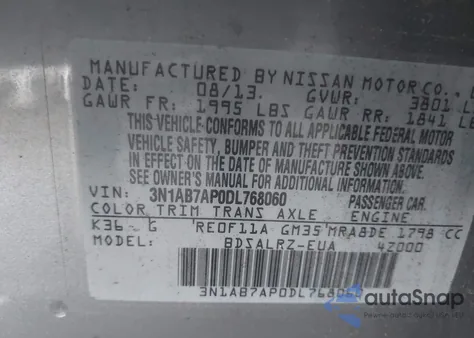 MANUFACTURED BY NISSAN MOTOR CO.,
DATE: 08/13. GVWR: 3801 L
GAWR FR: 1995 LBS GAWR RR: 1841 LB
THIS VEHICLE CONFORMS TO ALL APPLICABLE FEDERAL MOTOR
VEHICLE SAFETY, BUMPER AND THEFT PREVENTION STANDARDS
IN EFFECT ON THE DATE OF MANUFACTURE SHOWN ABOVE.
SEE OWNER'S MANUAL FOR ADDITIONAL INFORMATION.
VIN: 3N1AB7AP0DL768060 PASSENGER CAR.
COLOR TRIM TRANS AXLE ENGINE
K36 G RE0F11A GM35 MRA8DE 1798 CC
MODEL: BDSALRZ-EUA 4Z000
3N1AB7AP0DL768060
autoSnap